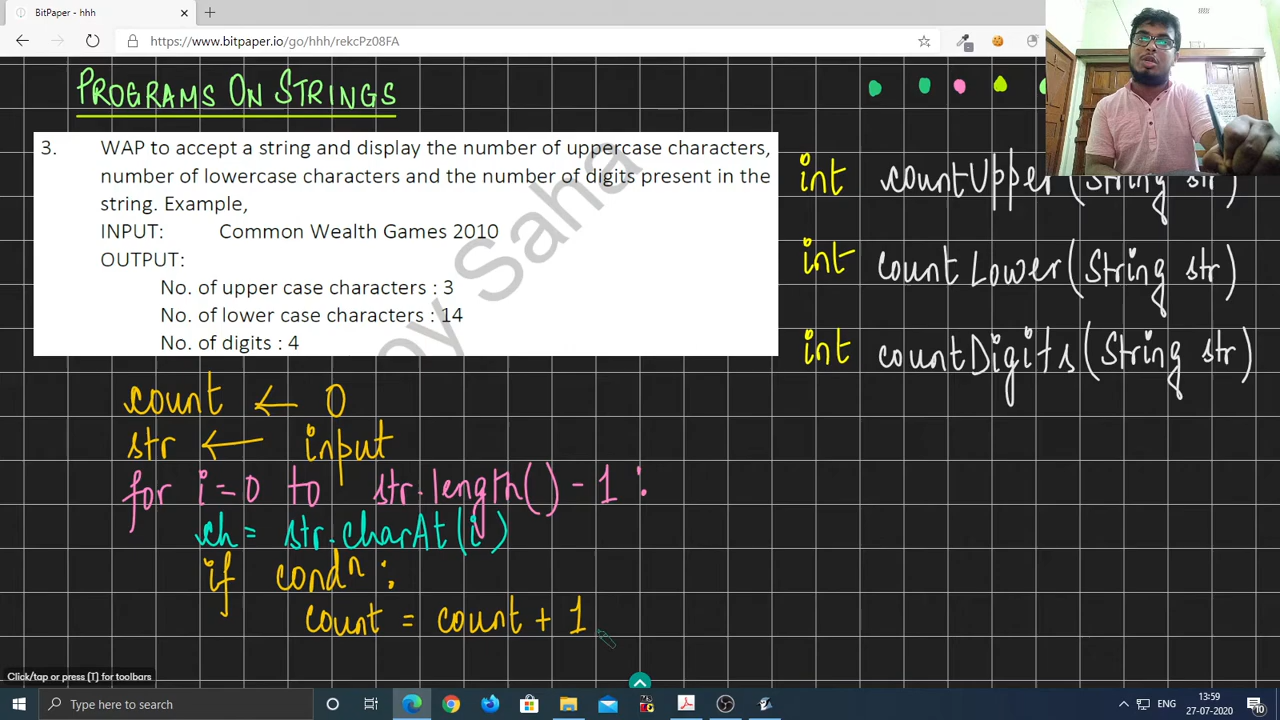 BitPaper - hhh
https://www.bitpaper.io/go/hhh/rekcPz08FA
PROGRAMS ON STRINGS
3. WAP to accept a string and display the number of uppercase characters,
number of lowercase characters and the number of digits present in the
string. Example,
INPUT: Common Wealth Games 2010
OUTPUT:
No. of upper case characters : 3
No. of lower case characters : 14
No. of digits : 4
oy Saha
int countUpper(String str)
int countLower(String str)
int countDigits(String str)
count ← 0
str ← input
for i=0 to str.length() - 1 :
ch = str.charAt(i)
if condn :
count = count + 1
Click/tap or press (T) for toolbars
Type here to search
ENG
13:59
27-07-2020
10